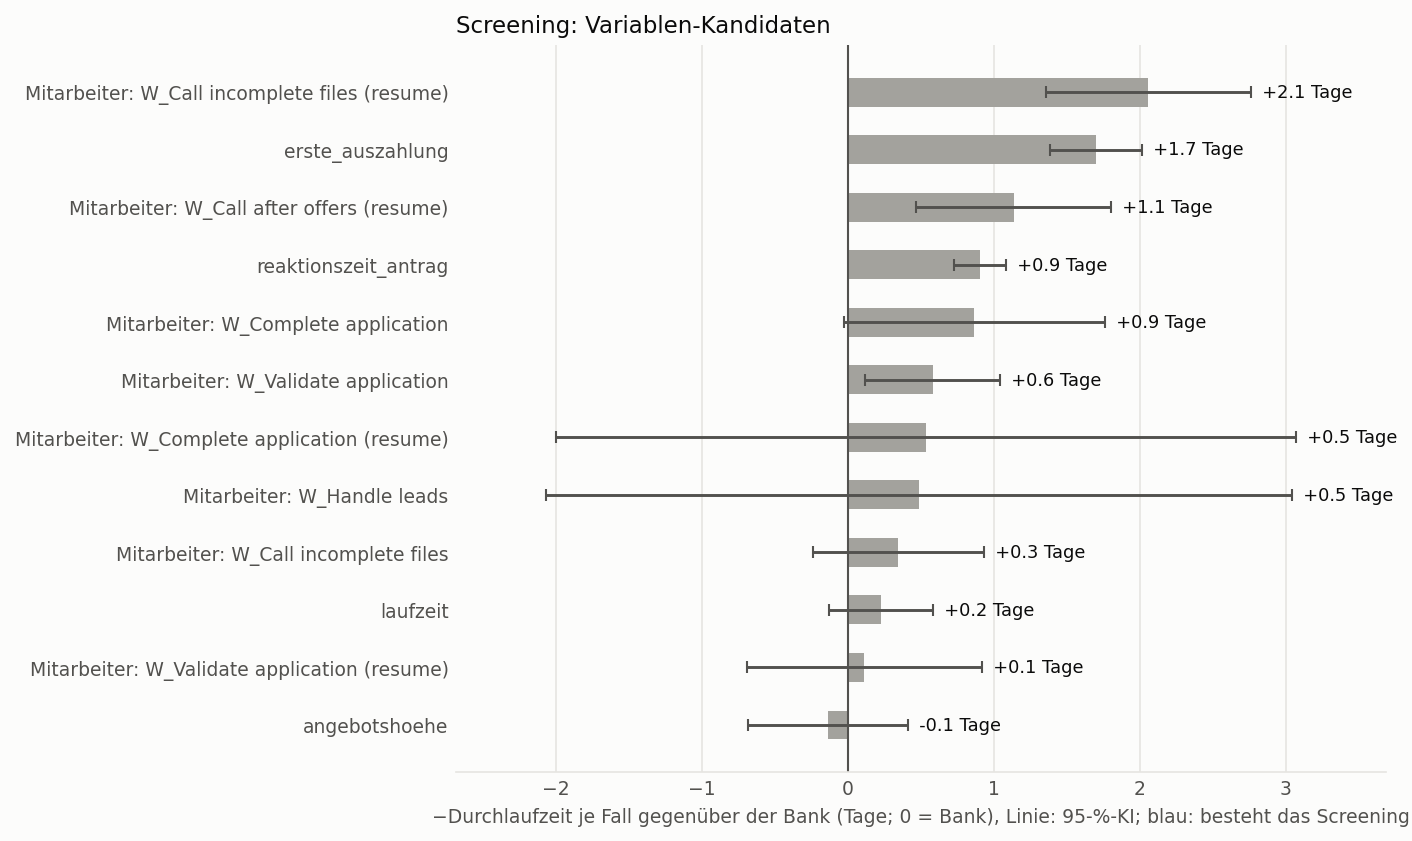 Screening: Variablen-Kandidaten
Mitarbeiter: W_Call incomplete files (resume) +2.1 Tage
erste_auszahlung +1.7 Tage
Mitarbeiter: W_Call after offers (resume) +1.1 Tage
reaktionszeit_antrag +0.9 Tage
Mitarbeiter: W_Complete application +0.9 Tage
Mitarbeiter: W_Validate application +0.6 Tage
Mitarbeiter: W_Complete application (resume) +0.5 Tage
Mitarbeiter: W_Handle leads +0.5 Tage
Mitarbeiter: W_Call incomplete files +0.3 Tage
laufzeit +0.2 Tage
Mitarbeiter: W_Validate application (resume) +0.1 Tage
angebotshoehe -0.1 Tage
−2 −1 0 1 2 3
−Durchlaufzeit je Fall gegenüber der Bank (Tage; 0 = Bank), Linie: 95-%-KI; blau: besteht das Screening